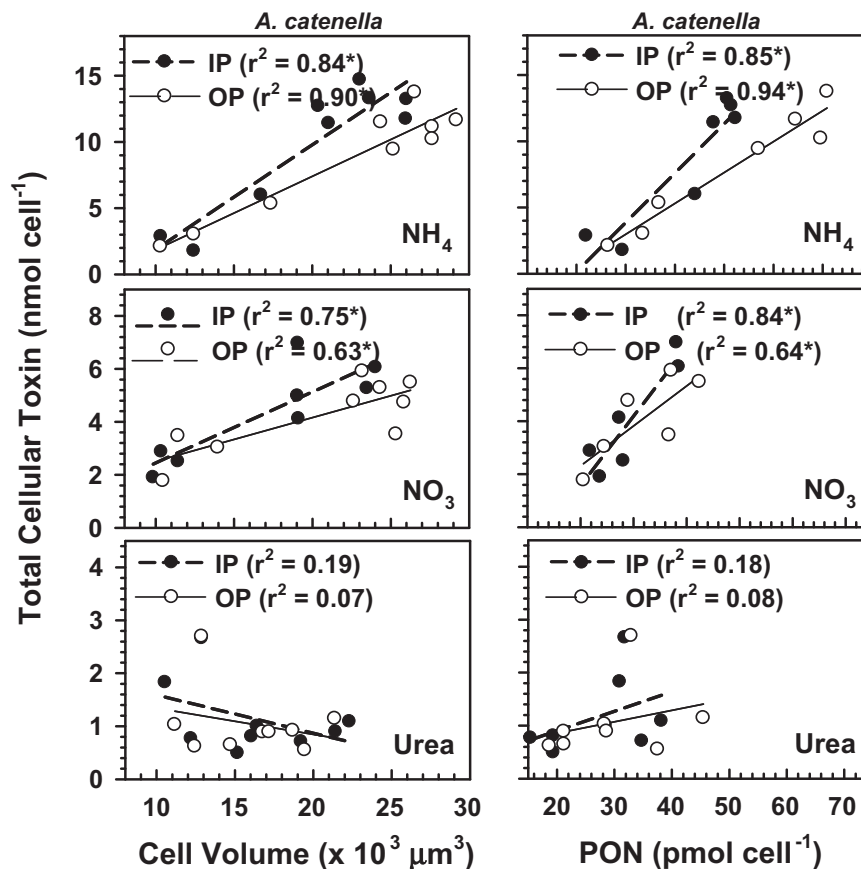 A. catenella
A. catenella
Total Cellular Toxin (nmol cell⁻¹)
15
10
5
0
IP (r² = 0.84*)
OP (r² = 0.90*)
NH₄
IP (r² = 0.85*)
OP (r² = 0.94*)
NH₄
8
6
4
2
0
IP (r² = 0.75*)
OP (r² = 0.63*)
NO₃
IP (r² = 0.84*)
OP (r² = 0.64*)
NO₃
4
3
2
1
0
IP (r² = 0.19)
OP (r² = 0.07)
Urea
IP (r² = 0.18)
OP (r² = 0.08)
Urea
10 15 20 25 30
20 30 40 50 60 70
Cell Volume (x 10³ μm³)
PON (pmol cell⁻¹)